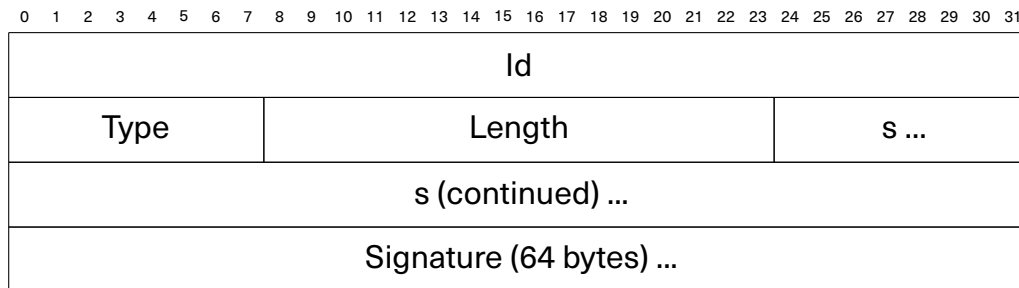 0 1 2 3 4 5 6 7 8 9 10 11 12 13 14 15 16 17 18 19 20 21 22 23 24 25 26 27 28 29 30 31
Id
Type Length s ...
s (continued) ...
Signature (64 bytes) ...